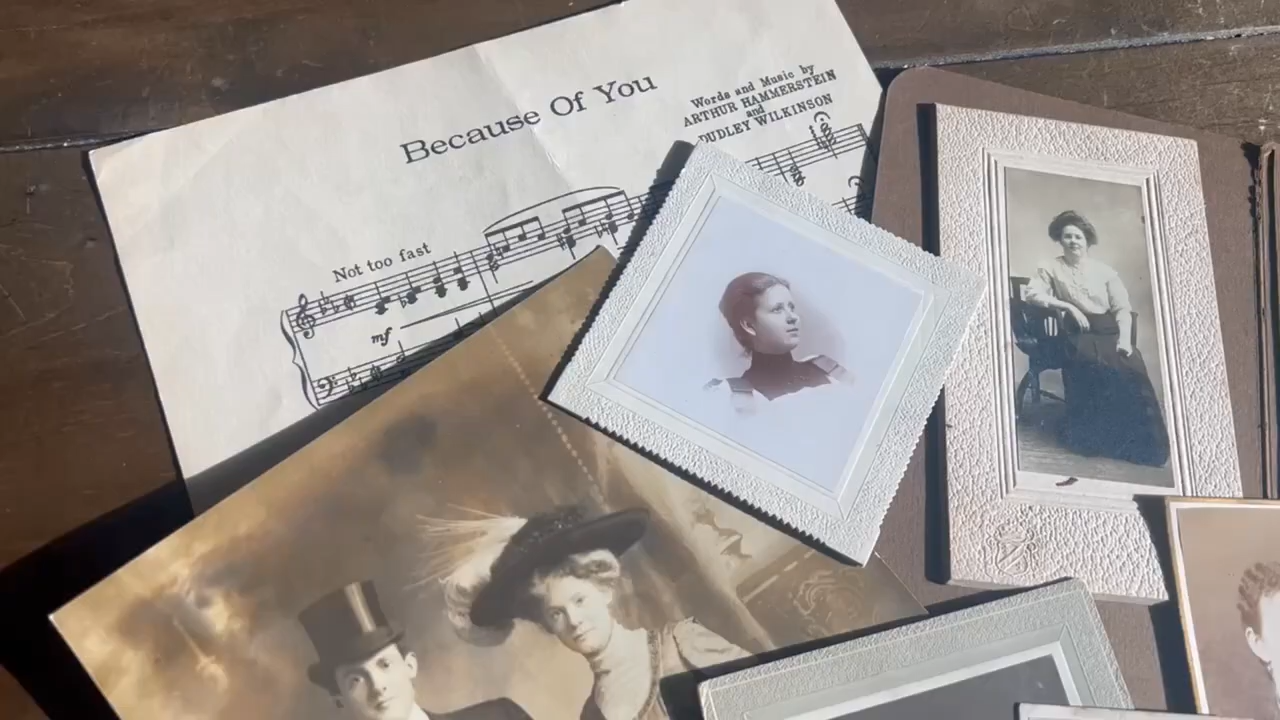 Because Of You
Words and Music by
ARTHUR HAMMERSTEIN
and
DUDLEY WILKINSON
Not too fast
mf